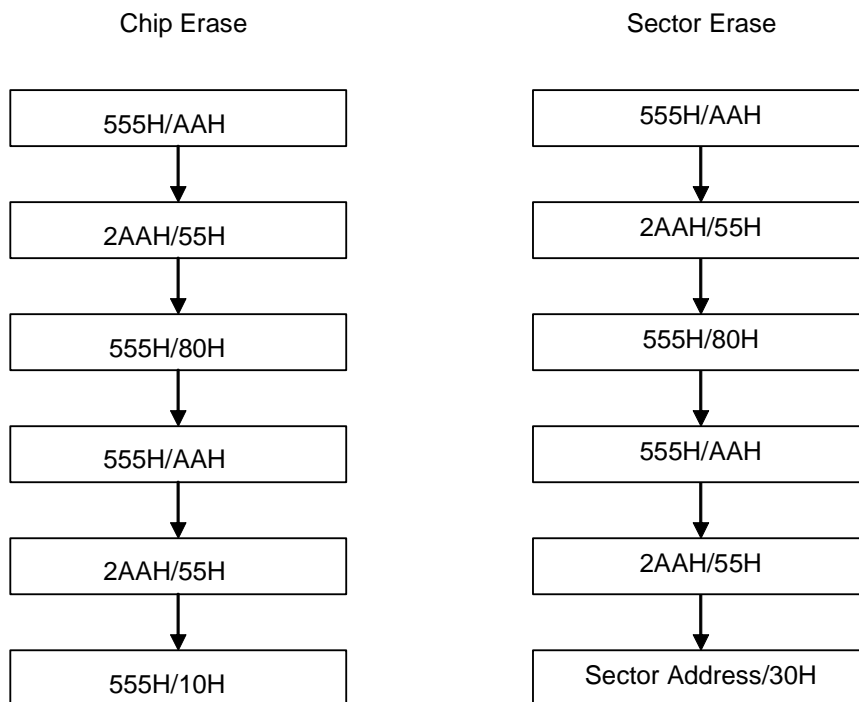 Chip Erase
555H/AAH
2AAH/55H
555H/80H
555H/AAH
2AAH/55H
555H/10H
Sector Erase
555H/AAH
2AAH/55H
555H/80H
555H/AAH
2AAH/55H
Sector Address/30H